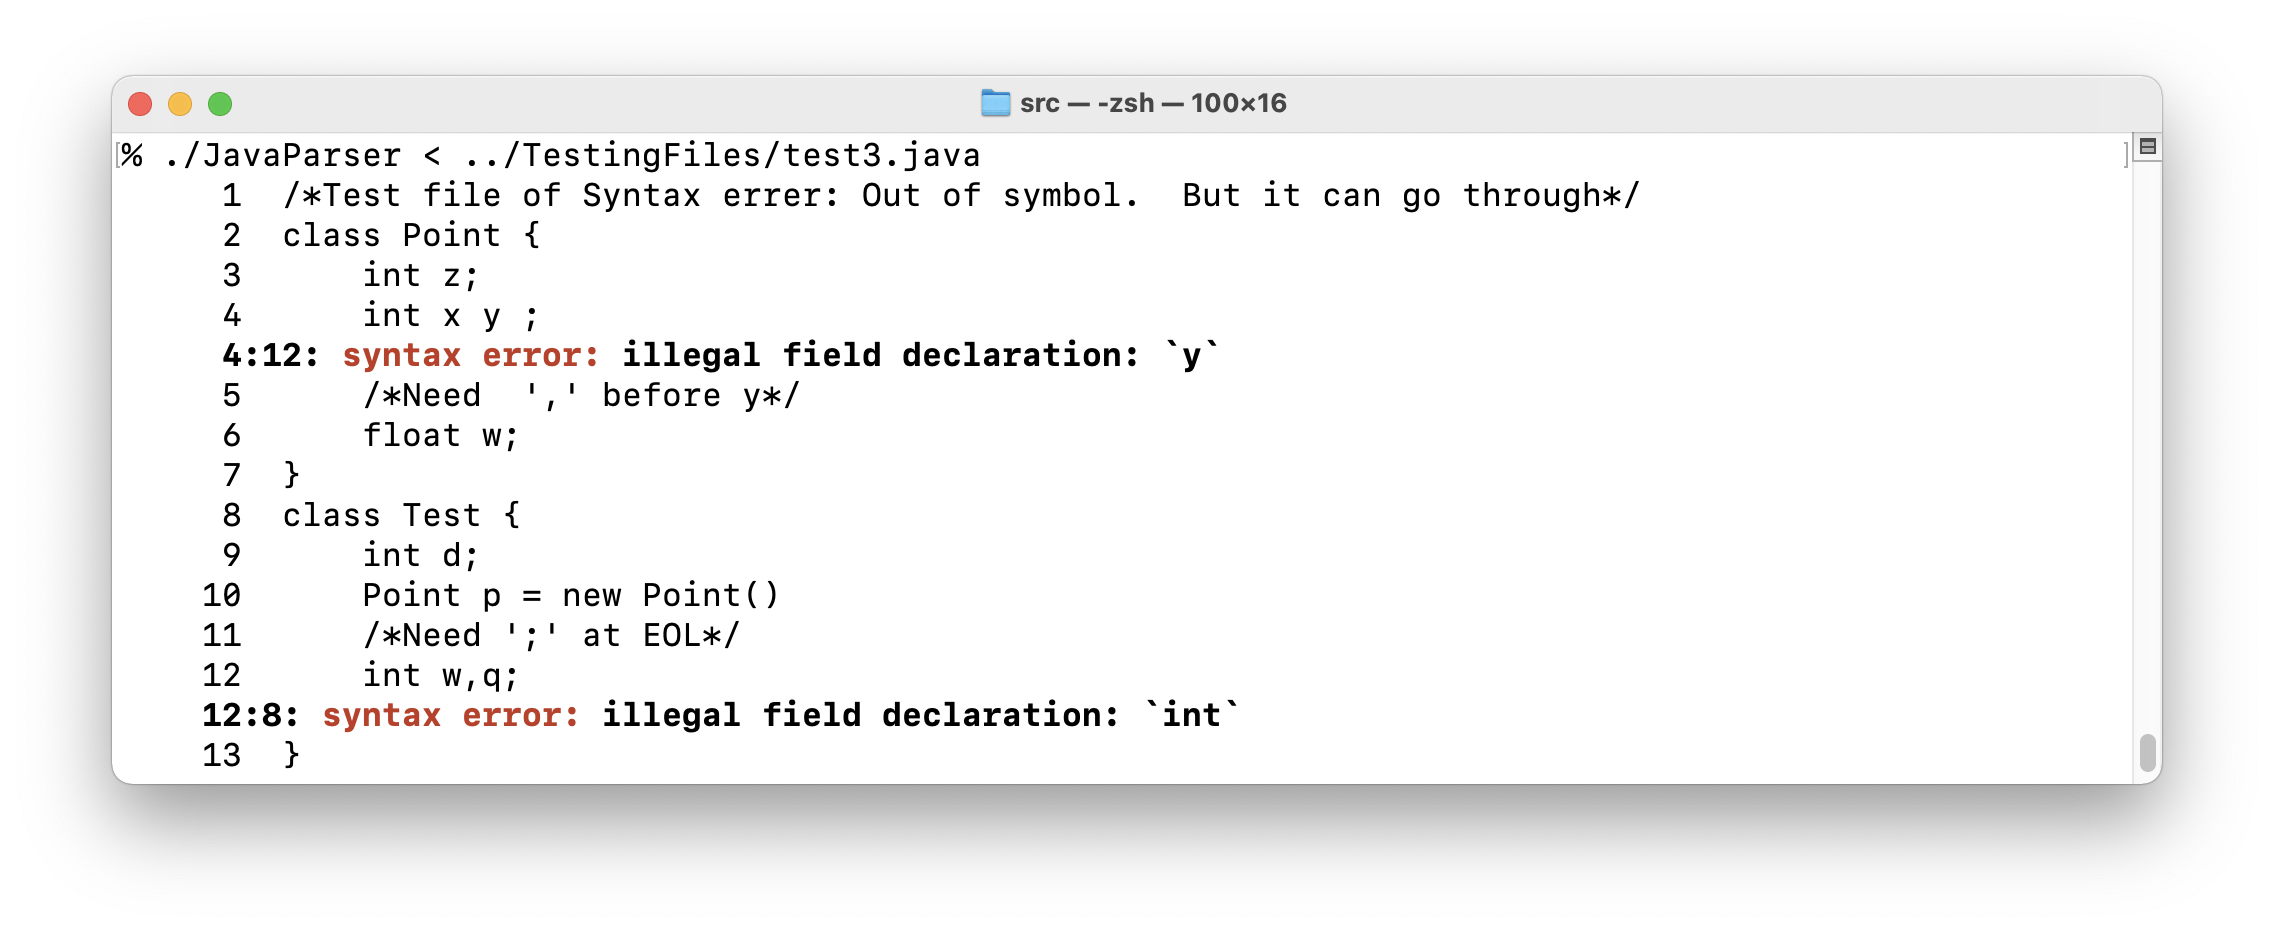 src — -zsh — 100×16
% ./JavaParser < ../TestingFiles/test3.java
1  /*Test file of Syntax errer: Out of symbol.  But it can go through*/
2  class Point {
3      int z;
4      int x y ;
4:12: syntax error: illegal field declaration: `y`
5      /*Need  ',' before y*/
6      float w;
7  }
8  class Test {
9      int d;
10      Point p = new Point()
11      /*Need ';' at EOL*/
12      int w,q;
12:8: syntax error: illegal field declaration: `int`
13  }